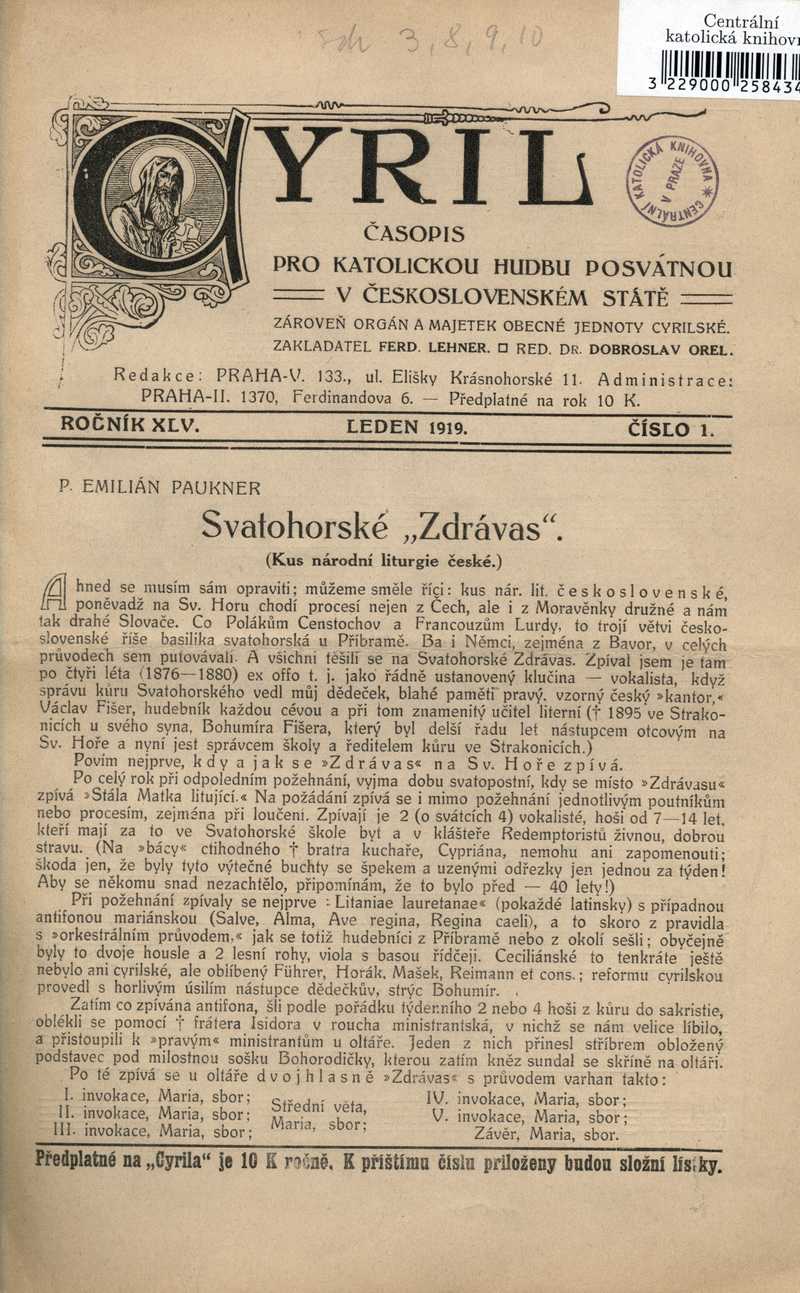 sdr 3, 8, 9, 10
Centrální
katolická knihov
3 229000 258434
CYRIL
CENTRÁLNÍ KATOLICKÁ KNIHOVNA
V PRAZE
ČASOPIS
PRO KATOLICKOU HUDBU POSVÁTNOU
V ČESKOSLOVENSKÉM STÁTĚ
ZÁROVEŇ ORGÁN A MAJETEK OBECNÉ JEDNOTY CYRILSKÉ.
ZAKLADATEL FERD. LEHNER. □ RED. DR. DOBROSLAV OREL.
Redakce: PRAHA-V. 133., ul. Elišky Krásnohorské 11. Administrace:
PRAHA-II. 1370, Ferdinandova 6. — Předplatné na rok 10 K.
ROČNÍK XLV. LEDEN 1919. ČÍSLO 1.
P. EMILIÁN PAUKNER
Svatohorské „Zdrávas“.
(Kus národní liturgie české.)
Ahned se musím sám opraviti; můžeme směle říci: kus nár. lit. československé,
poněvadž na Sv. Horu chodí procesí nejen z Čech, ale i z Moravěnky družné a nám
tak drahé Slovače. Co Polákům Censtochov a Francouzům Lurdy, to trojí větvi česko-
slovenské říše basilika svatohorská u Příbramě. Ba i Němci, zejména z Bavor, v celých
průvodech sem putovávali. A všichni těšili se na Svatohorské Zdrávas. Zpíval jsem je tam
po čtyři léta (1876—1880) ex offo t. j. jako řádně ustanovený klučina — vokalista, když
správu kůru Svatohorského vedl můj dědeček, blahé paměti pravý, vzorný český »kantor,«
Václav Fišer, hudebník každou cévou a při tom znamenitý učitel literní († 1895 ve Strako-
nicích u svého syna, Bohumíra Fišera, který byl delší řadu let nástupcem otcovým na
Sv. Hoře a nyní jest správcem školy a ředitelem kůru ve Strakonicích.)
Povím nejprve, kdy a jak se »Zdrávas« na Sv. Hoře zpívá.
Po celý rok při odpoledním požehnání, vyjma dobu svatopostní, kdy se místo »Zdrávasu«
zpívá »Stála Matka litující.« Na požádání zpívá se i mimo požehnání jednotlivým poutníkům
nebo procesím, zejména při loučení. Zpívají je 2 (o svátcích 4) vokalisté, hoši od 7—14 let,
kteří mají za to ve Svatohorské škole byt a v klášteře Redemptoristů živnou, dobrou
stravu. (Na »bácy« ctihodného † bratra kuchaře, Cypriána, nemohu ani zapomenouti;
škoda jen, že byly tyto výtečné buchty se špekem a uzenými odřezky jen jednou za týden!
Aby se někomu snad nezachtělo, připomínám, že to bylo před — 40 lety!)
Při požehnání zpívaly se nejprve »Litaniae lauretanae« (pokaždé latinsky) s případnou
antifonou mariánskou (Salve, Alma, Ave regina, Regina caeli), a to skoro z pravidla
s »orkestrálním průvodem,« jak se totiž hudebníci z Příbramě nebo z okolí sešli; obyčejně
byly to dvoje housle a 2 lesní rohy, viola s basou řídčeji. Ceciliánské to tenkráte ještě
nebylo ani cyrilské, ale oblíbený Führer, Horák, Mašek, Reimann et cons.; reformu cyrilskou
provedl s horlivým úsilím nástupce dědečkův, strýc Bohumír.
Zatím co zpívána antifona, šli podle pořádku týdenního 2 nebo 4 hoši z kůru do sakristie,
oblékli se pomocí † frátera Isidora v roucha ministrantská, v nichž se nám velice líbilo,
a přistoupili k »pravým« ministrantům u oltáře. Jeden z nich přinesl stříbrem obložený
podstavec pod milostnou sošku Bohorodičky, kterou zatím kněz sundal se skříně na oltáři.
Po té zpívá se u oltáře dvojhlasně »Zdrávas« s průvodem varhan takto:
I. invokace, Maria, sbor;
II. invokace, Maria, sbor;
III. invokace, Maria, sbor;
Střední věta,
Maria, sbor;
IV. invokace, Maria, sbor;
V. invokace, Maria, sbor;
Závěr, Maria, sbor.
Předplatné na „Cyrila“ je 10 K ročně. K příštímu číslu přiloženy budou složní lístky.